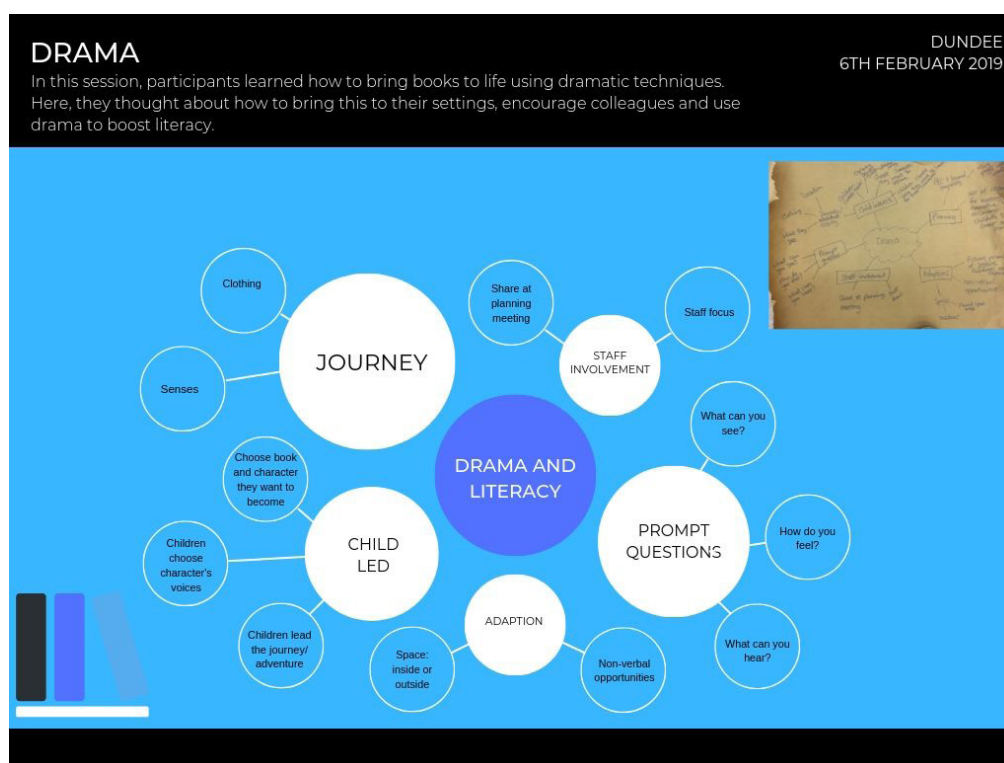 DRAMA
In this session, participants learned how to bring books to life using dramatic techniques.
Here, they thought about how to bring this to their settings, encourage colleagues and use
drama to boost literacy.
DUNDEE
6TH FEBRUARY 2019
Clothing
JOURNEY
Senses
Share at
planning
meeting
Staff focus
STAFF
INVOLVEMENT
What can you
see?
DRAMA AND
LITERACY
Choose book
and character
they want to
become
CHILD
LED
Children
choose
character's
voices
Children lead
the journey/
adventure
PROMPT
QUESTIONS
How do you
feel?
What can you
hear?
ADAPTION
Space:
inside or
outside
Non-verbal
opportunities
Drama
Planning